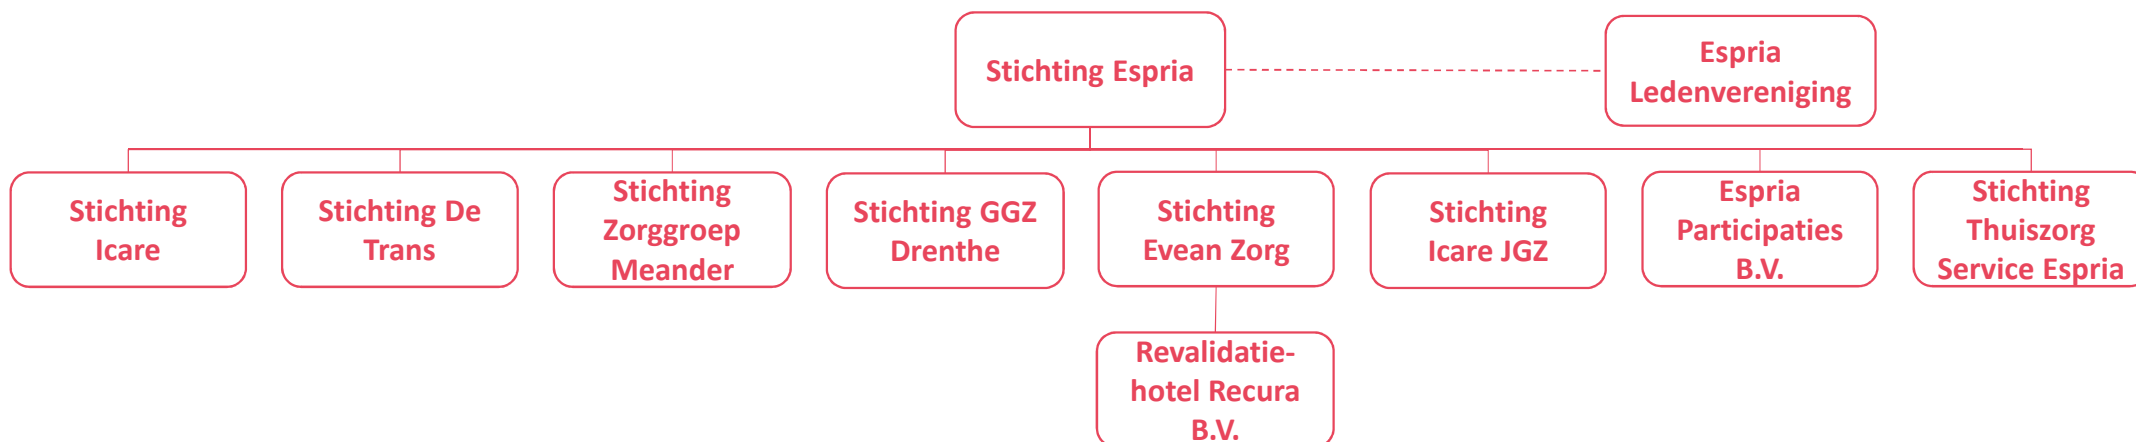 Stichting Espria
Espria
Ledenvereniging
Stichting
Icare
Stichting De
Trans
Stichting
Zorggroep
Meander
Stichting GGZ
Drenthe
Stichting
Evean Zorg
Stichting
Icare JGZ
Espria
Participaties
B.V.
Stichting
Thuiszorg
Service Espria
Revalidatie-
hotel Recura
B.V.